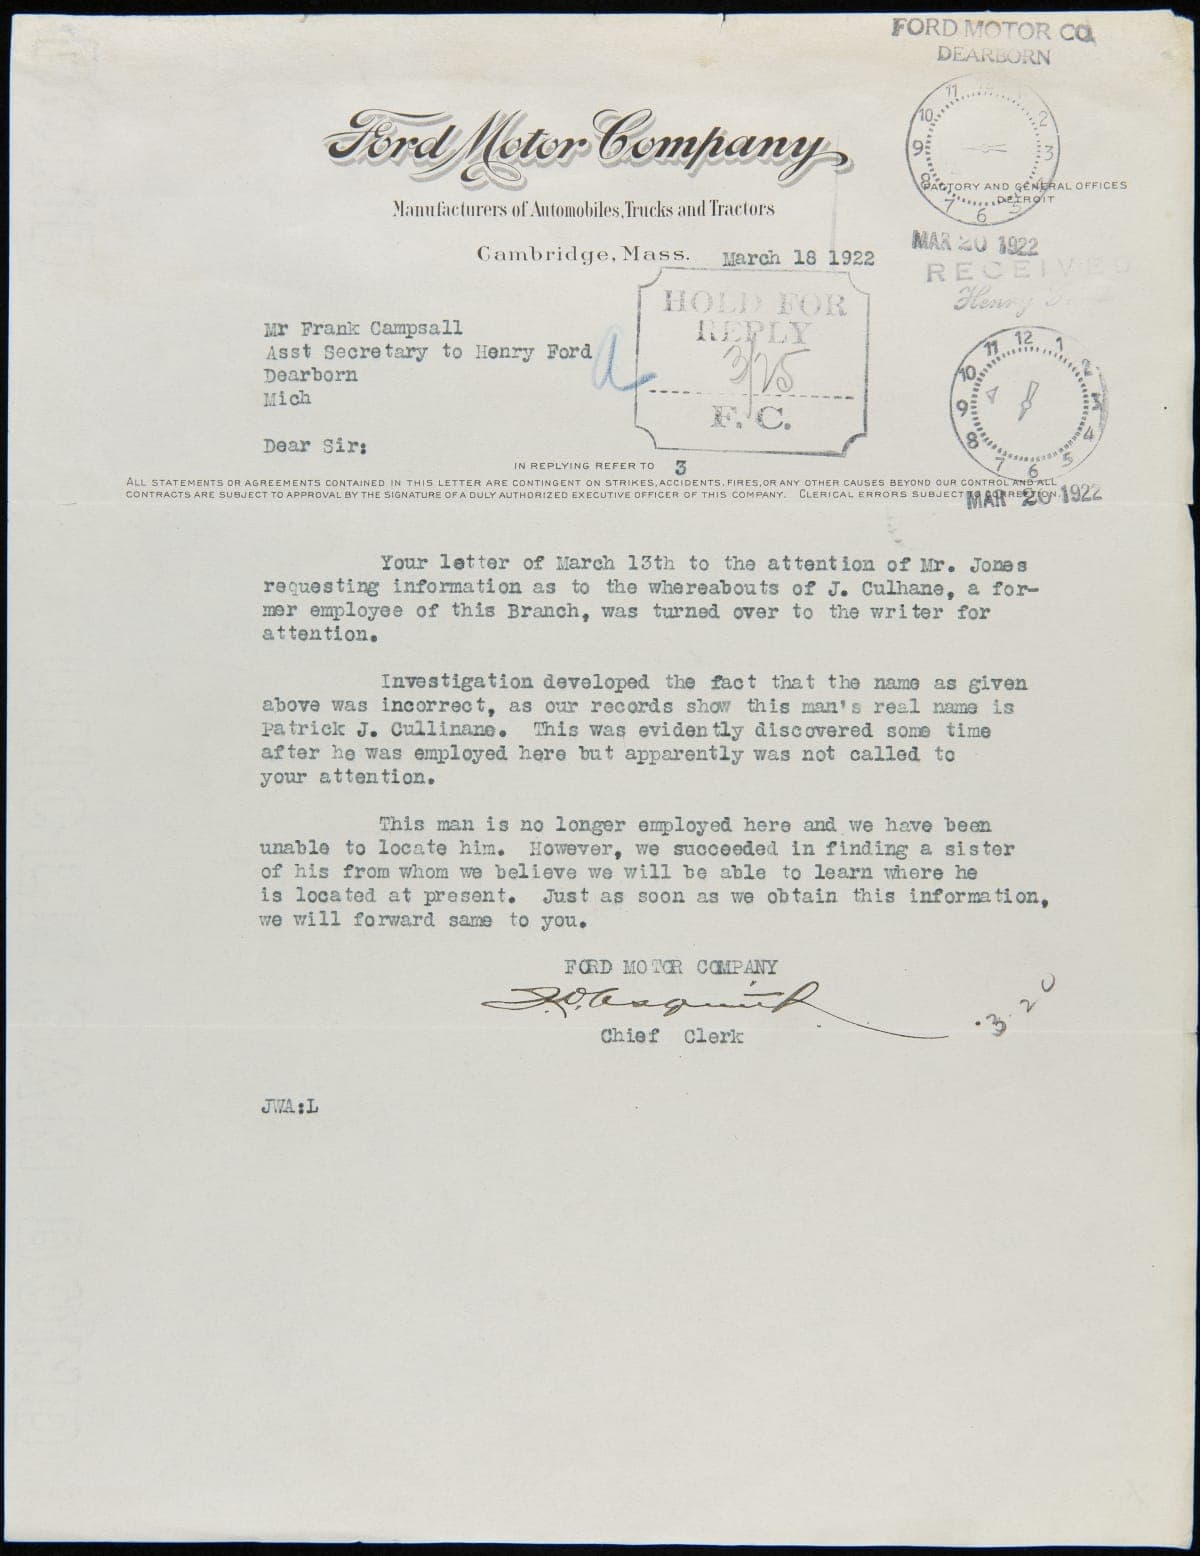 FORD MOTOR CO.
DEARBORN
Ford Motor Company
Manufacturers of Automobiles, Trucks and Tractors
FACTORY AND GENERAL OFFICES
DETROIT
Cambridge, Mass. March 18 1922
MAR 20 1922
RECEIVED
Henry
HOLD FOR
REPLY
3/25
F. C.
Mr Frank Campsall
Asst Secretary to Henry Ford
Dearborn
Mich
Dear Sir:
IN REPLYING REFER TO 3
ALL STATEMENTS OR AGREEMENTS CONTAINED IN THIS LETTER ARE CONTINGENT ON STRIKES, ACCIDENTS, FIRES, OR ANY OTHER CAUSES BEYOND OUR CONTROL AND ALL
CONTRACTS ARE SUBJECT TO APPROVAL BY THE SIGNATURE OF A DULY AUTHORIZED EXECUTIVE OFFICER OF THIS COMPANY. CLERICAL ERRORS SUBJECT TO CORRECTION.
MAR 20 1922
Your letter of March 13th to the attention of Mr. Jones
requesting information as to the whereabouts of J. Culhane, a for-
mer employee of this Branch, was turned over to the writer for
attention.
Investigation developed the fact that the name as given
above was incorrect, as our records show this man's real name is
Patrick J. Cullinane. This was evidently discovered some time
after he was employed here but apparently was not called to
your attention.
This man is no longer employed here and we have been
unable to locate him. However, we succeeded in finding a sister
of his from whom we believe we will be able to learn where he
is located at present. Just as soon as we obtain this information,
we will forward same to you.
FORD MOTOR COMPANY
Chief Clerk
3-20
JWA:L